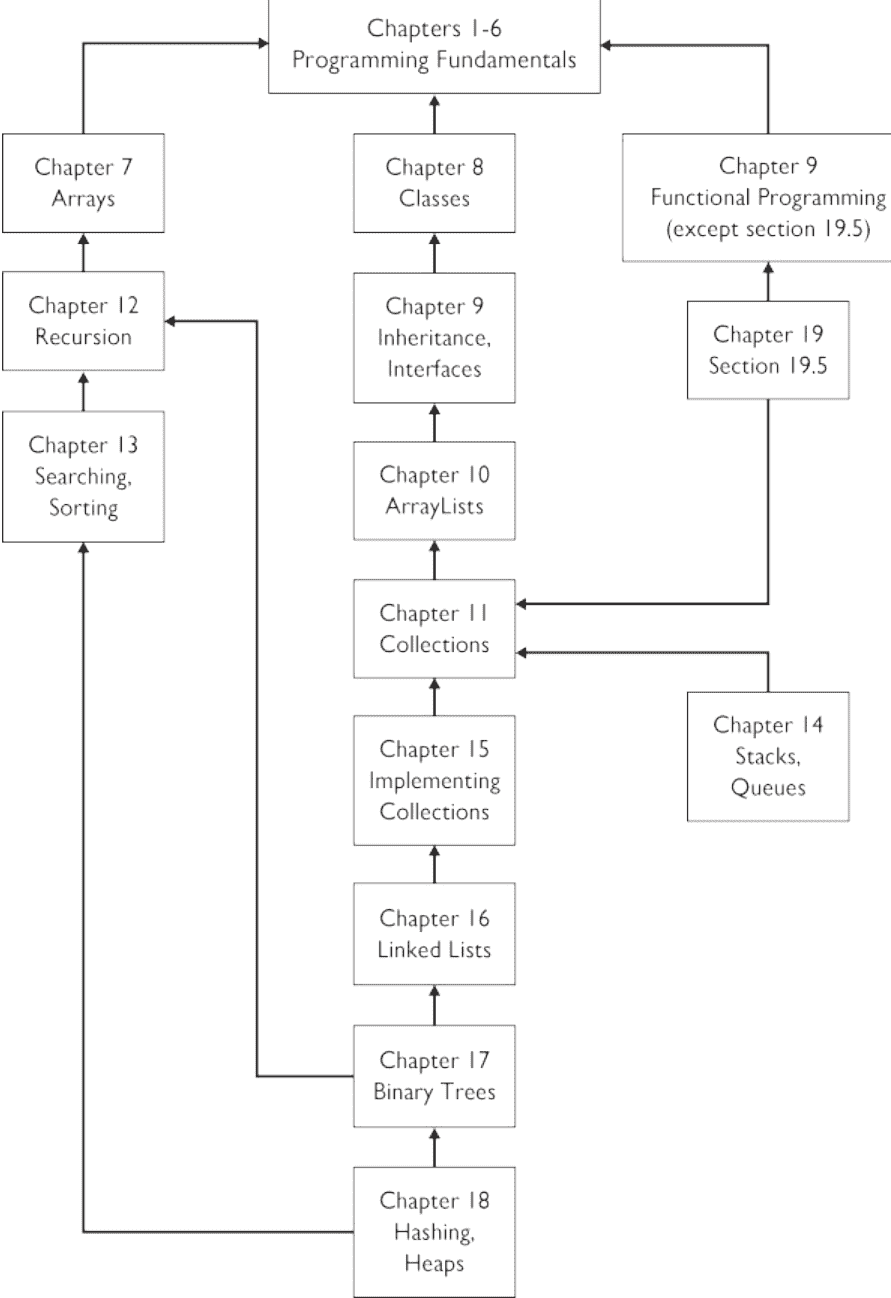 Chapters 1-6
Programming Fundamentals
Chapter 7
Arrays
Chapter 8
Classes
Chapter 9
Functional Programming
(except section 19.5)
Chapter 12
Recursion
Chapter 9
Inheritance,
Interfaces
Chapter 19
Section 19.5
Chapter 13
Searching,
Sorting
Chapter 10
ArrayLists
Chapter 11
Collections
Chapter 14
Stacks,
Queues
Chapter 15
Implementing
Collections
Chapter 16
Linked Lists
Chapter 17
Binary Trees
Chapter 18
Hashing,
Heaps